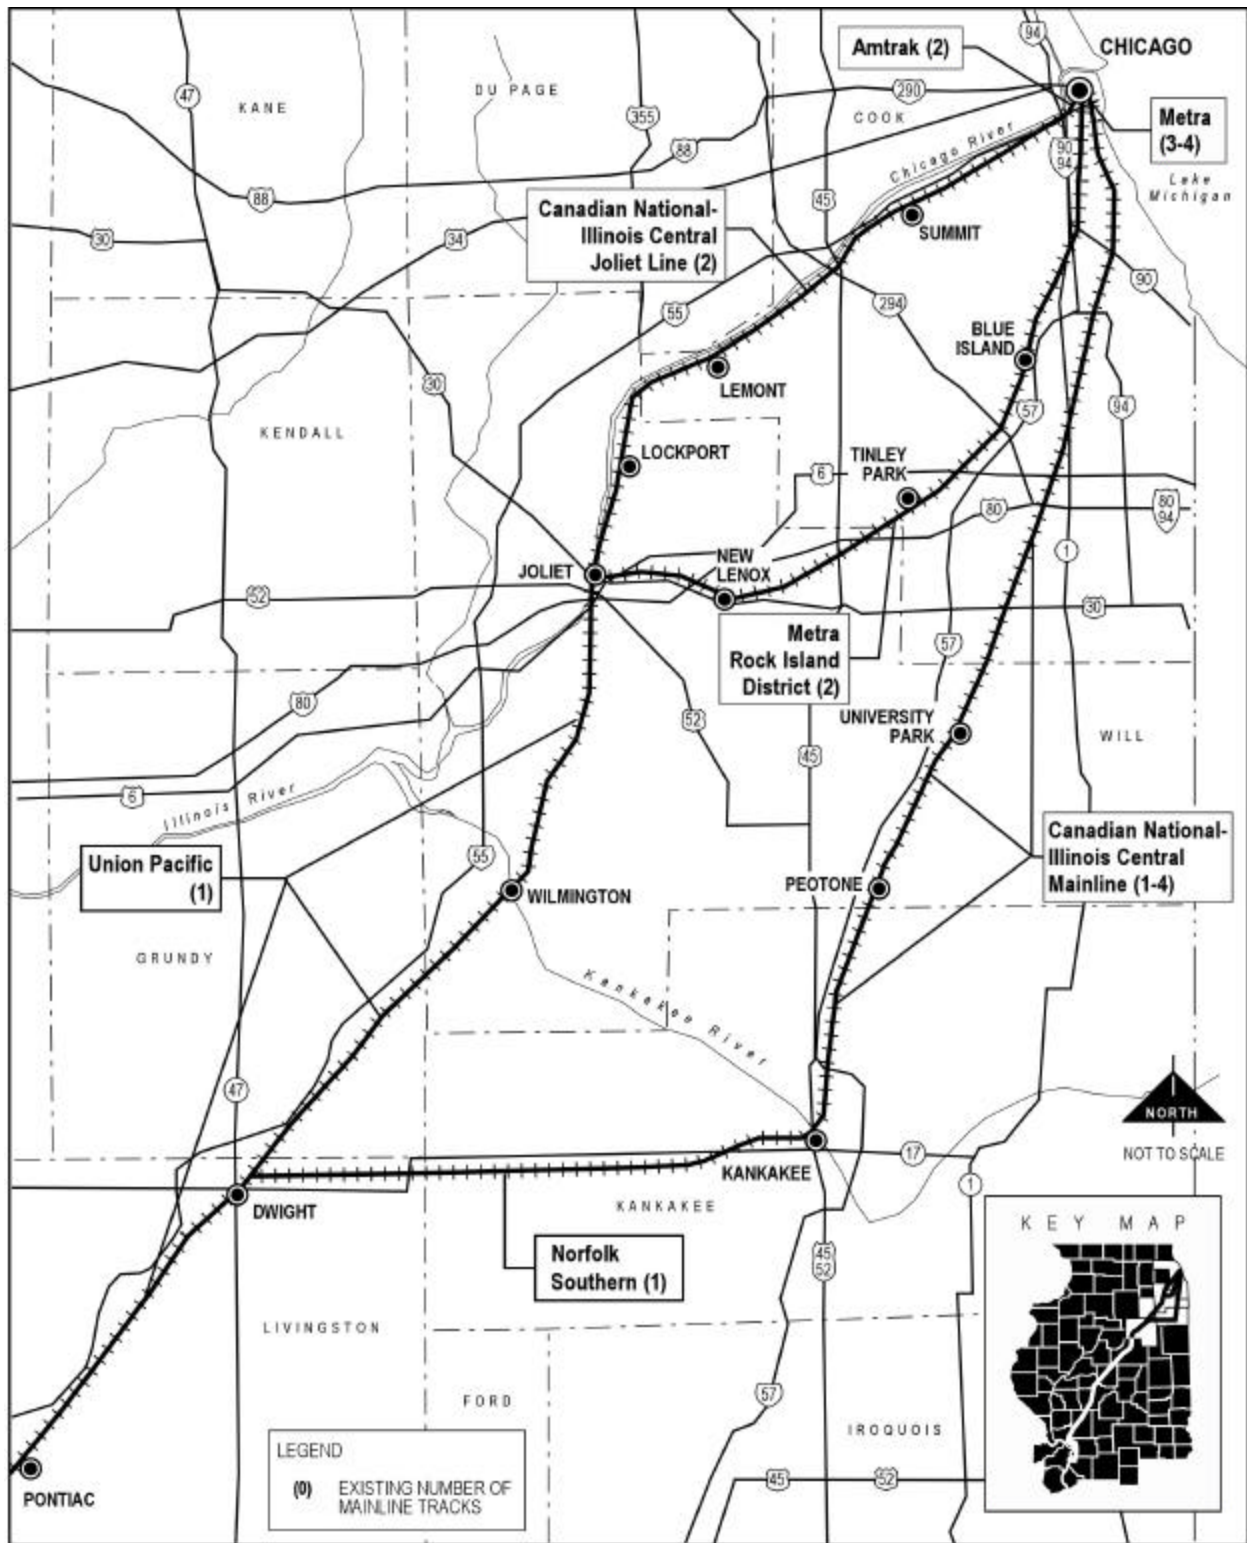 94
CHICAGO
Amtrak (2)
47
KANE
DU PAGE
290
COOK
355
Metra
(3-4)
88
Chicago River
90
94
88
Lake
Michigan
45
Canadian National-
Illinois Central
Joliet Line (2)
30
34
SUMMIT
90
294
55
BLUE
ISLAND
LEMONT
30
94
57
KENDALL
LOCKPORT
TINLEY
PARK
6
80
80
94
NEW
LENOX
1
JOLIET
52
30
Metra
Rock Island
District (2)
57
80
52
UNIVERSITY
PARK
WILL
45
6
Illinois River
Canadian National-
Illinois Central
Mainline (1-4)
Union Pacific
(1)
55
PEOTONE
WILMINGTON
GRUNDY
Kankakee River
47
NORTH
NOT TO SCALE
17
KANKAKEE
1
DWIGHT
KANKAKEE
KEY MAP
Norfolk
Southern (1)
45
52
LIVINGSTON
57
FORD
IROQUOIS
LEGEND
(0) EXISTING NUMBER OF
MAINLINE TRACKS
45
52
PONTIAC